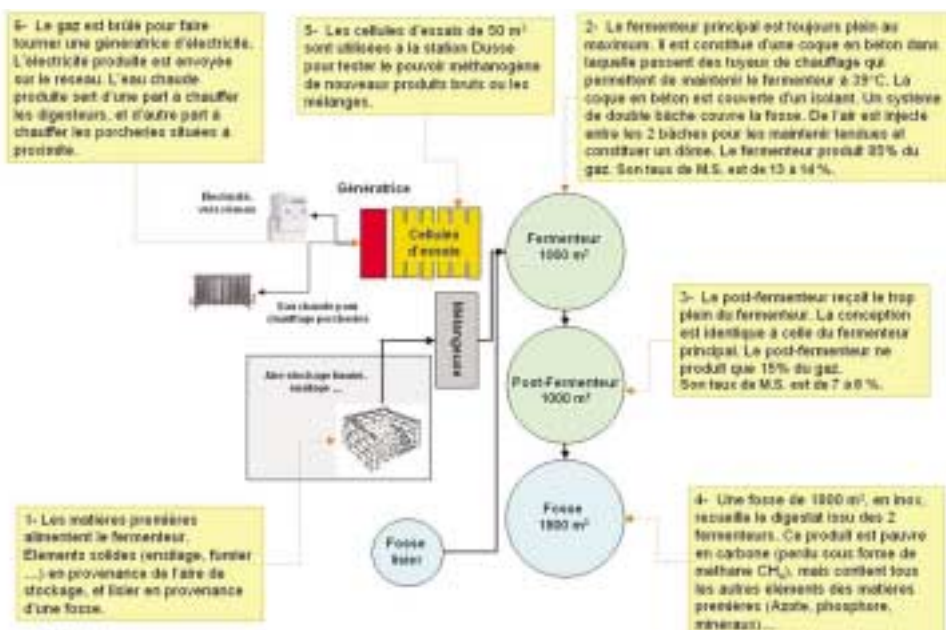 6- Le gaz est brûlé pour faire
tourner une génératrice d'électricité.
L'électricité produite est envoyée
sur le réseau. L'eau chaude
produite sert d'une part à chauffer
les digesteurs, et d'autre part à
chauffer les porcheries situées à
proximité.
5- Les cellules d'essais de 50 m³
sont utilisées à la station Dusse
pour tester le pouvoir méthanogène
de nouveaux produits bruts ou les
mélanges.
2- Le fermenteur principal est toujours plein au
maximum. Il est constitué d'une coque en béton dans
laquelle passent des tuyaux de chauffage qui
permettent de maintenir le fermenteur à 39°C. La
coque en béton est couverte d'un isolant. Un système
de double bâche couvre la fosse. De l'air est injecté
entre les 2 bâches pour les maintenir tendues et
constituer un dôme. Le fermenteur produit 85% du
gaz. Son taux de M.S. est de 13 à 14 %.
Génératrice
Electricité,
vers réseau
Cellules
d'essais
Fermenteur
1000 m³
Eau chaude pour
chauffage porcheries
Mélangeuse
3- Le post-fermenteur reçoit le trop
plein du fermenteur. La conception
est identique à celle du fermenteur
principal. Le post-fermenteur ne
produit que 15% du gaz.
Son taux de M.S. est de 7 à 8 %.
Aire stockage fumier,
ensilage ...
Post-Fermenteur
1000 m³
1- Les matières premières
alimentent le fermenteur.
Eléments solides (ensilage, fumier
...) en provenance de l'aire de
stockage, et lisier en provenance
d'une fosse.
Fosse
lisier
Fosse
1800 m³
4- Une fosse de 1800 m³, en inox,
recueille le digestat issu des 2
fermenteurs. Ce produit est pauvre
en carbone (perdu sous forme de
méthane CH₄), mais contient tous
les autres éléments des matières
premières (Azote, phosphore,
minéraux)...